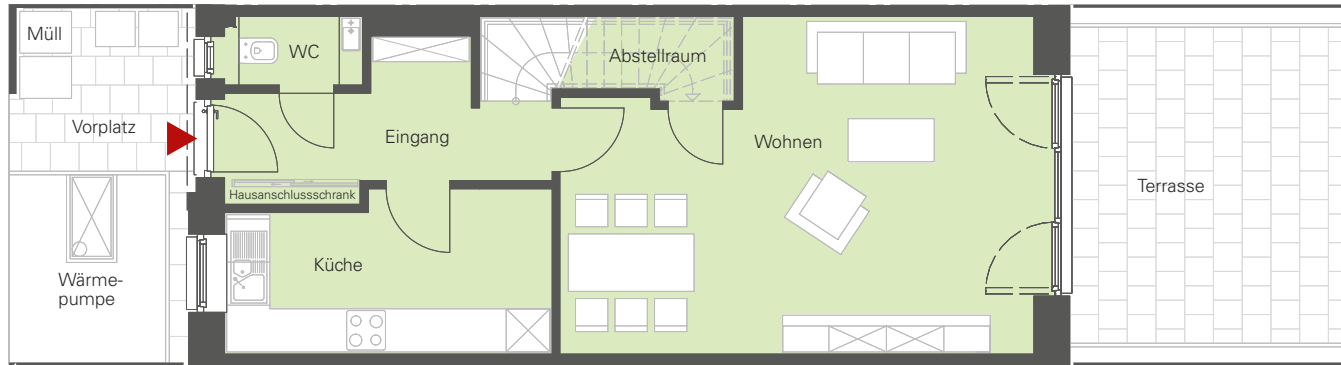 Müll
WC
Abstellraum
Vorplatz
Eingang
Wohnen
Terrasse
Hausanschlussschrank
Küche
Wärme-
pumpe